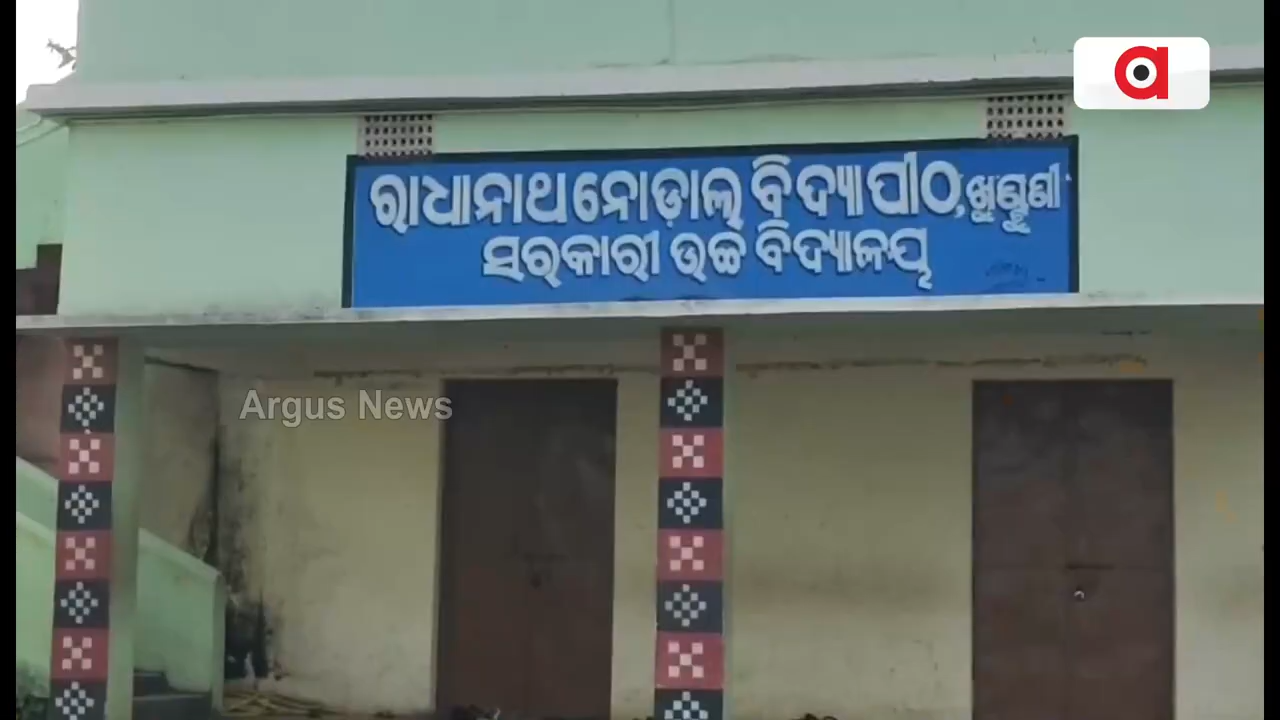 ରାଧାନାଥ ନୋଡ଼ାଲ୍ ବିଦ୍ୟାପୀଠ, ଖୁଣ୍ଟୁଣୀ
ସରକାରୀ ଉଚ୍ଚ ବିଦ୍ୟାଳୟ
Argus News